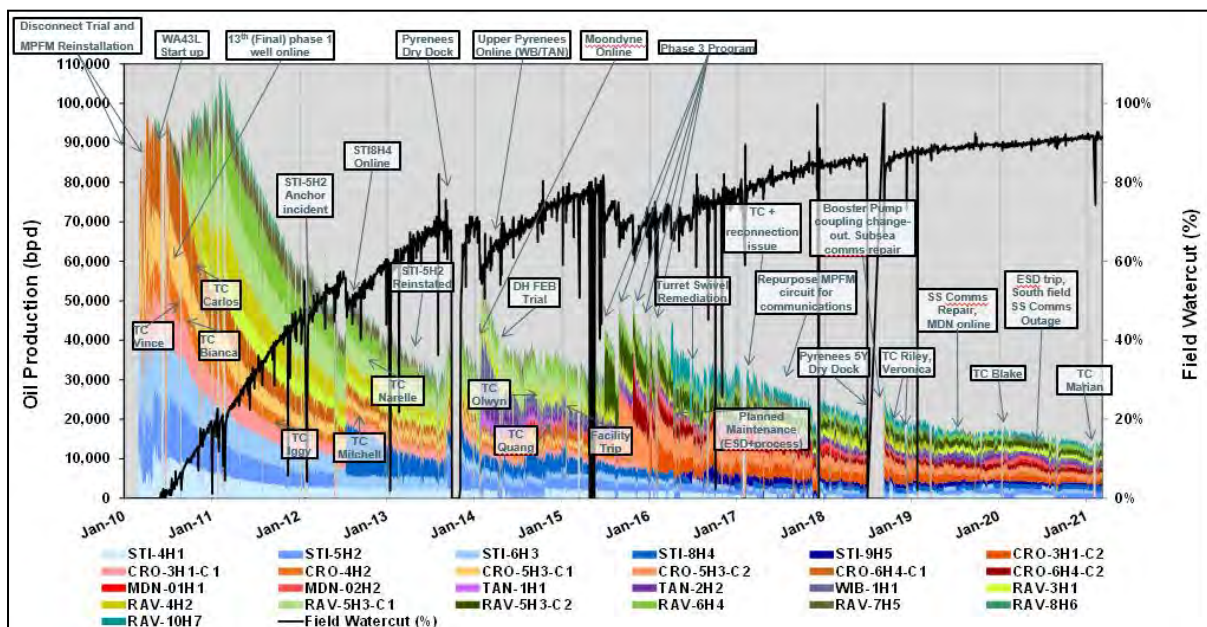 Disconnect Trial and
MPFM Reinstallation
WA43L
Start up
13th (Final) phase 1
well online
Pyrenees
Dry Dock
Upper Pyrenees
Online (WB/TAN)
Moondyne
Online
Phase 3 Program
110,000
100,000
90,000
80,000
70,000
60,000
50,000
40,000
30,000
20,000
10,000
0
Oil Production (bpd)
100%
80%
60%
40%
20%
0%
Field Watercut (%)
STI8H4
Online
STI-5H2
Anchor
incident
TC
Carlos
TC
Vince
TC
Bianca
STI-5H2
Reinstated
DH FEB
Trial
TC +
reconnection
issue
Booster Pump
coupling change-
out. Subsea
comms repair
Turret Swivel
Remediation
Repurpose MPFM
circuit for
communications
SS Comms
Repair,
MDN online
ESD trip,
South field
SS Comms
Outage
TC
Narelle
TC
Olwyn
Pyrenees 5Y
Dry Dock
TC Riley,
Veronica
TC Blake
TC
Marian
TC
Iggy
TC
Mitchell
TC
Quang
Facility
Trip
Planned
Maintenance
(ESD+process)
Jan-10 Jan-11 Jan-12 Jan-13 Jan-14 Jan-15 Jan-16 Jan-17 Jan-18 Jan-19 Jan-20 Jan-21
STI-4H1 STI-5H2 STI-6H3 STI-8H4 STI-9H5 CRO-3H1-C2
CRO-3H1-C1 CRO-4H2 CRO-5H3-C1 CRO-5H3-C2 CRO-6H4-C1 CRO-6H4-C2
MDN-01H1 MDN-02H2 TAN-1H1 TAN-2H2 WIB-1H1 RAV-3H1
RAV-4H2 RAV-5H3-C1 RAV-5H3-C2 RAV-6H4 RAV-7H5 RAV-8H6
RAV-10H7 Field Watercut (%)